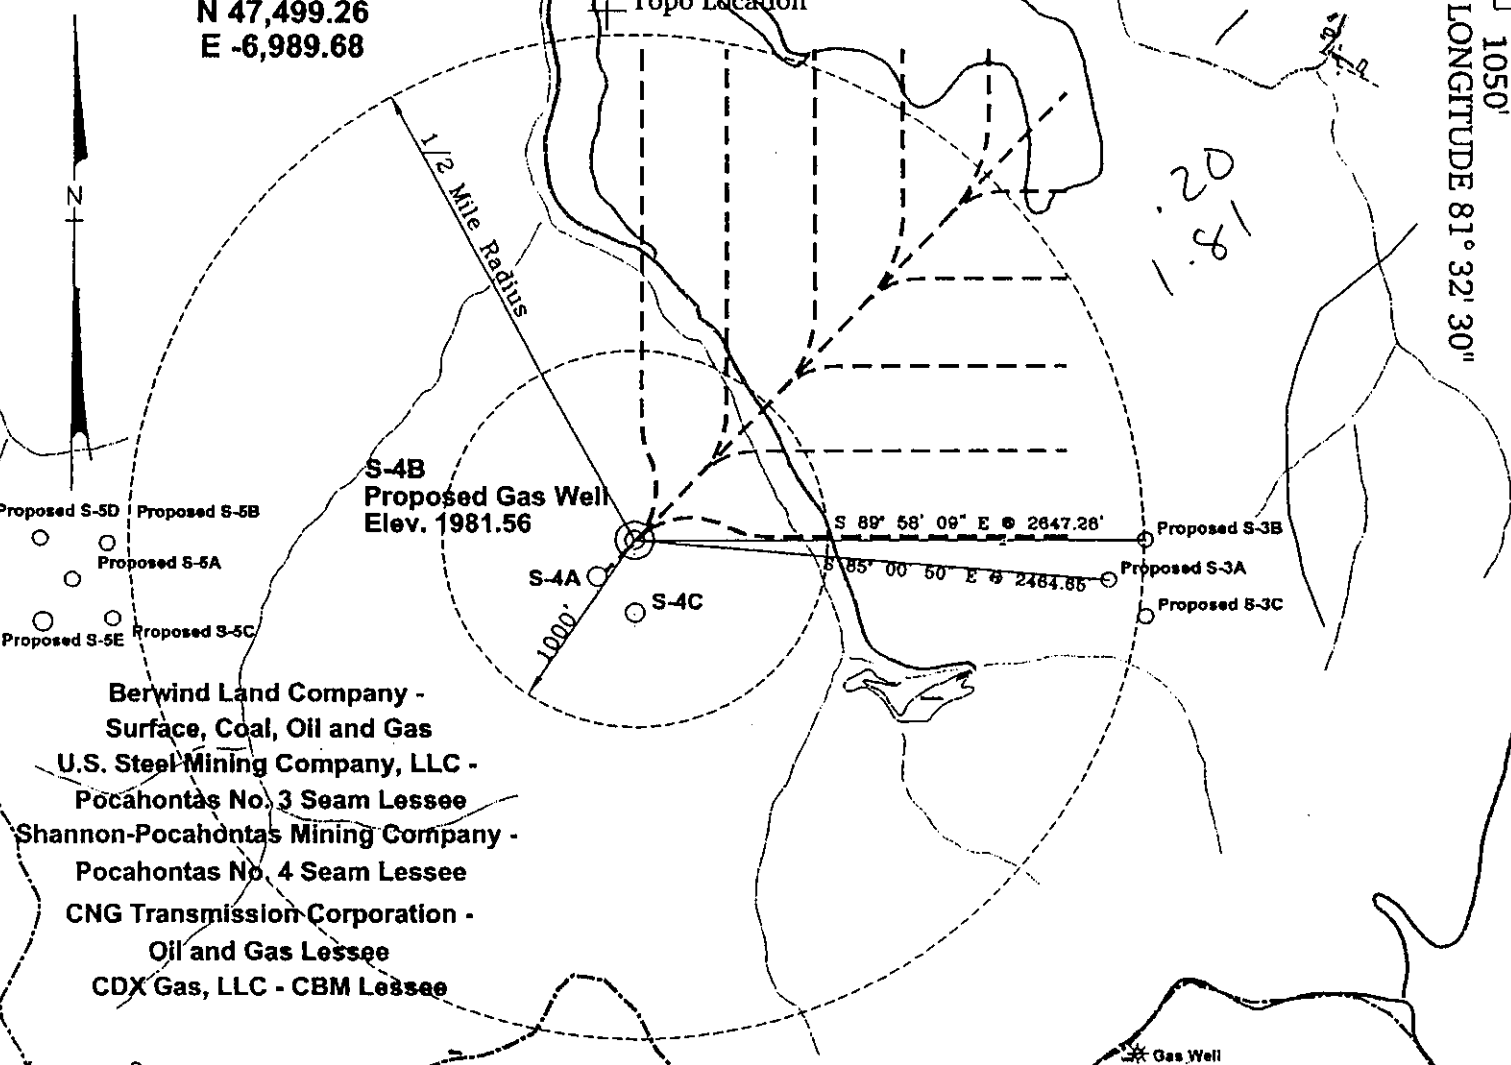 N 47,499.26
E -6,989.68
Topo Location
1050'
LONGITUDE 81° 32' 30"
.20
1.81
N
1/2 Mile Radius
S-4B
Proposed Gas Well
Elev. 1981.56
S 89° 58' 09" E @ 2647.26'
S 85° 00' 50" E @ 2464.65'
Proposed S-3B
Proposed S-3A
Proposed S-3C
S-4A
S-4C
1000'
Proposed S-5D
Proposed S-5B
Proposed S-5A
Proposed S-5E
Proposed S-5C
Berwind Land Company -
Surface, Coal, Oil and Gas
U.S. Steel Mining Company, LLC -
Pocahontas No. 3 Seam Lessee
Shannon-Pocahontas Mining Company -
Pocahontas No. 4 Seam Lessee
CNG Transmission Corporation -
Oil and Gas Lessee
CDX Gas, LLC - CBM Lessee
Gas Well